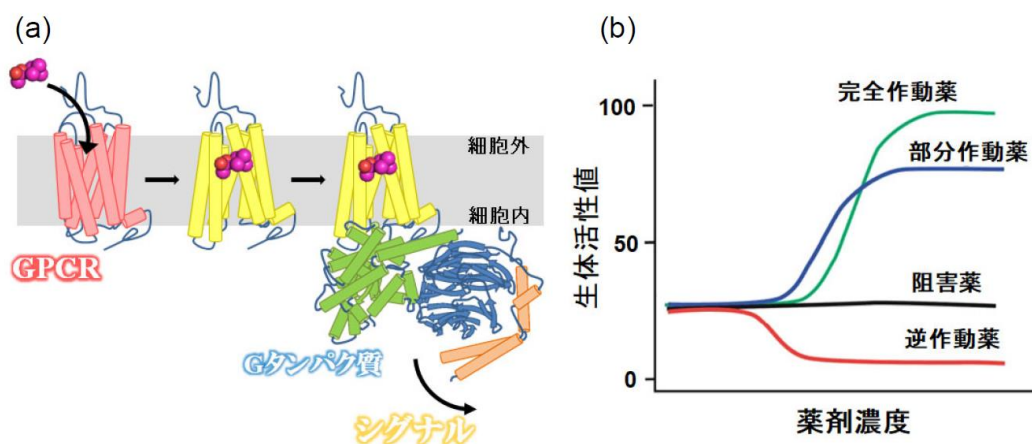 (a)
細胞外
細胞内
GPCR
Gタンパク質
シグナル
(b)
生体活性値
100
50
0
完全作動薬
部分作動薬
阻害薬
逆作動薬
薬剤濃度